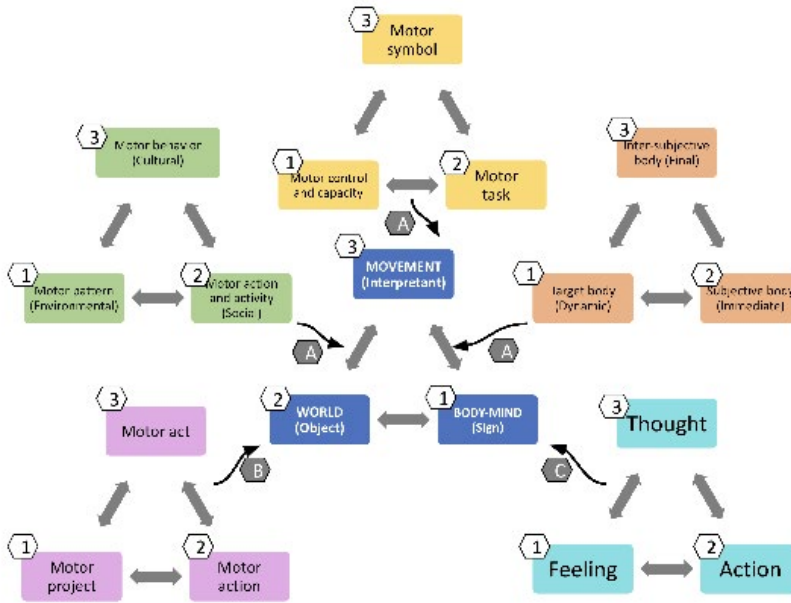 3
Motor
symbol
3
Motor behavior
(Cultural)
3
Inter-subjective
body (Final)
1
Motor control
and capacity
2
Motor
task
A
3
MOVEMENT
(Interpretant)
1
Motor pattern
(Environmental)
2
Motor action
and activity
(Social)
1
Target body
(Dynamic)
2
Subjective body
(Immediate)
A
A
3
Motor act
2
WORLD
(Object)
1
BODY-MIND
(Sign)
3
Thought
B
C
1
Motor
project
2
Motor
action
1
Feeling
2
Action